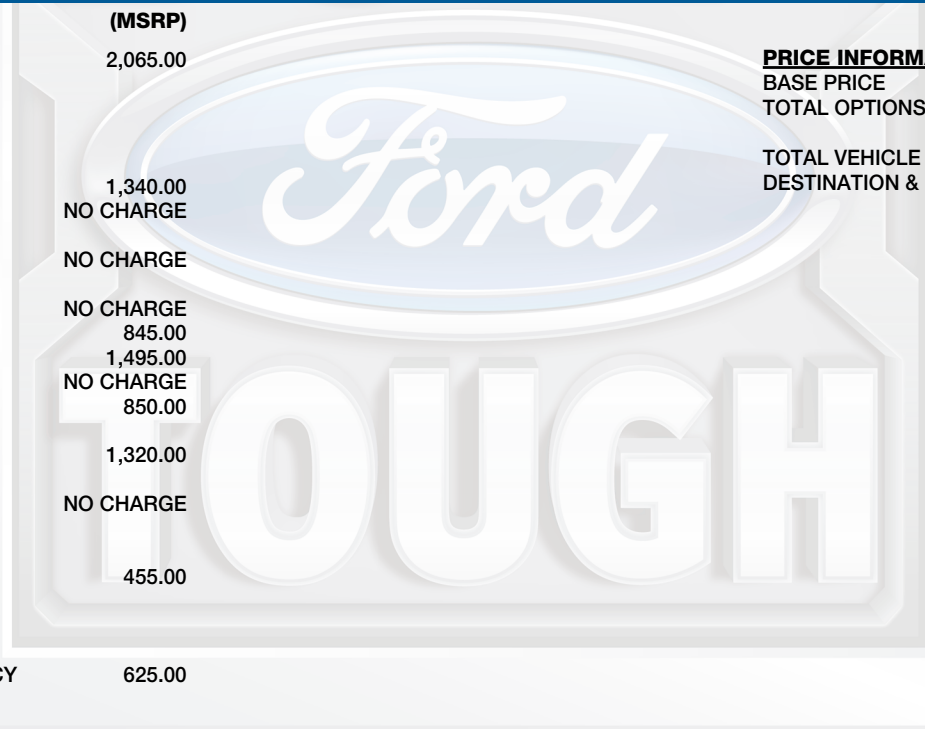 (MSRP)
2,065.00
1,340.00
NO CHARGE
NO CHARGE
NO CHARGE
845.00
1,495.00
NO CHARGE
850.00
1,320.00
NO CHARGE
455.00
CY 625.00
PRICE INFORMA
BASE PRICE
TOTAL OPTIONS
TOTAL VEHICLE
DESTINATION &
Ford
TOUGH